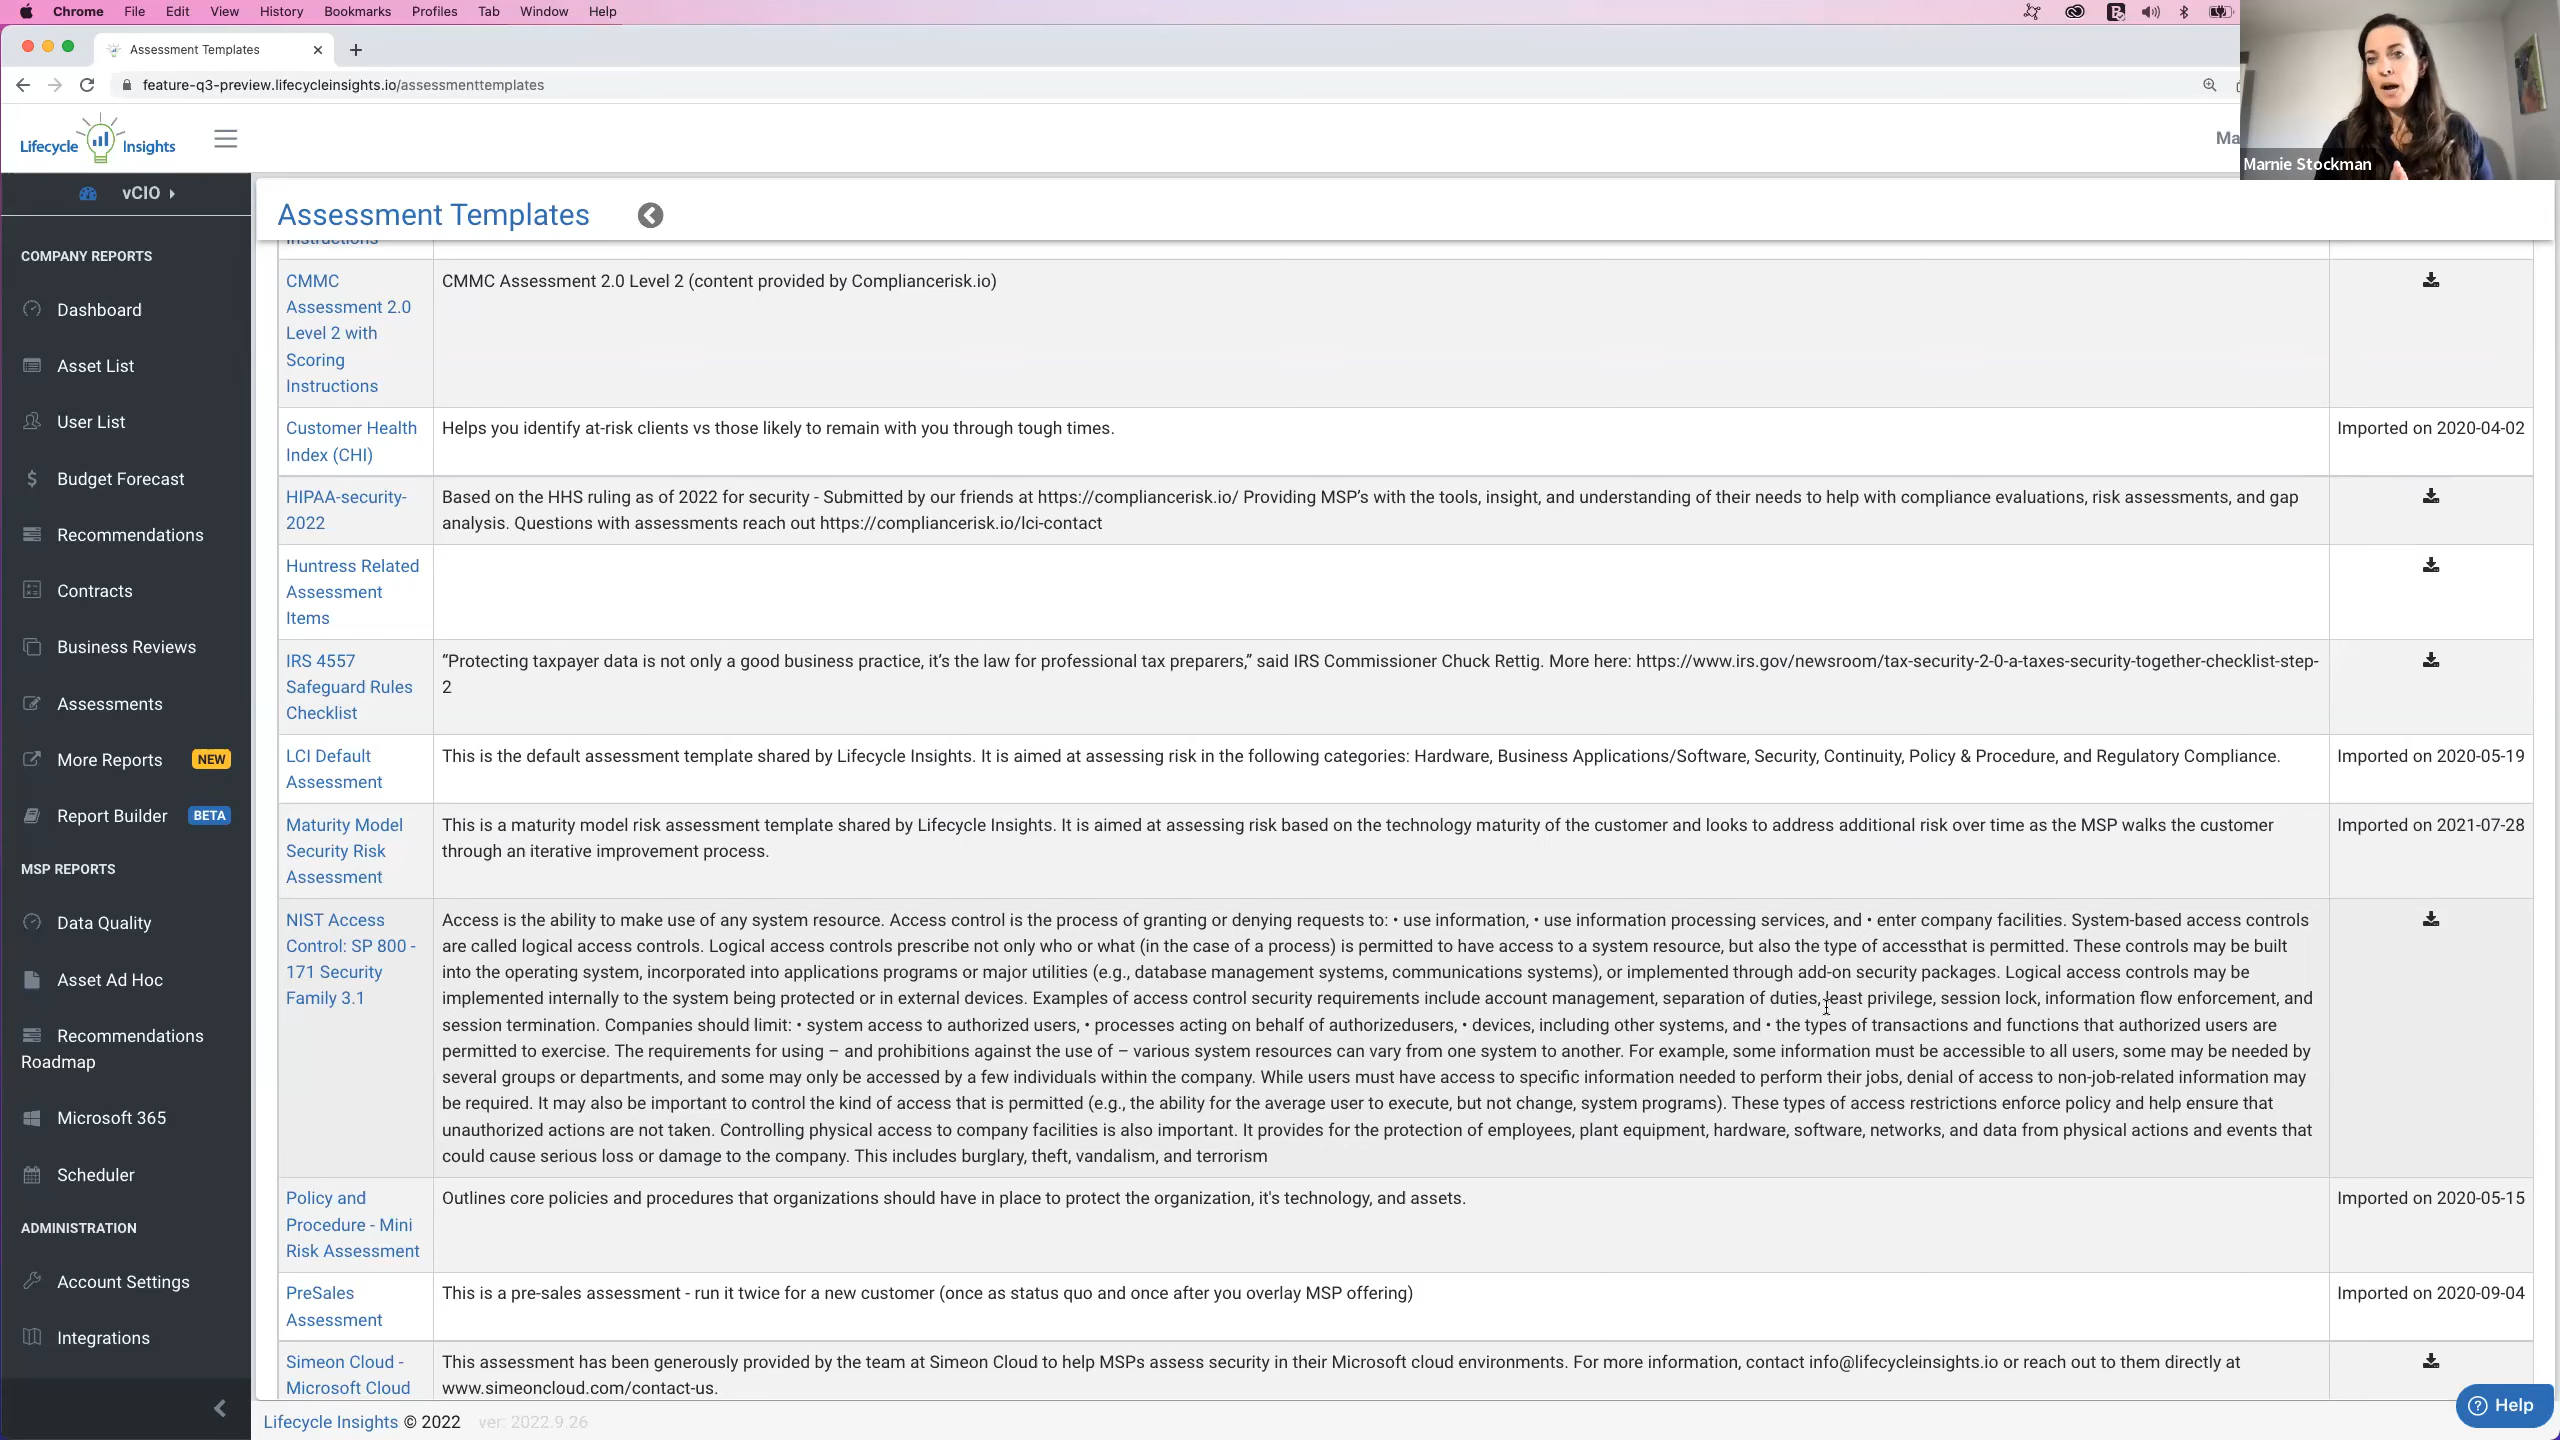 Chrome File Edit View History Bookmarks Profiles Tab Window Help
Assessment Templates
feature-q3-preview.lifecycleinsights.io/assessmenttemplates
Lifecycle Insights
Ma
Marnie Stockman
vCIO
Assessment Templates
COMPANY REPORTS
Dashboard
Asset List
User List
Budget Forecast
Recommendations
Contracts
Business Reviews
Assessments
More Reports NEW
Report Builder BETA
MSP REPORTS
Data Quality
Asset Ad Hoc
Recommendations
Roadmap
Microsoft 365
Scheduler
ADMINISTRATION
Account Settings
Integrations
Instructions
CMMC
Assessment 2.0
Level 2 with
Scoring
Instructions
CMMC Assessment 2.0 Level 2 (content provided by Compliancerisk.io)
Customer Health
Index (CHI)
Helps you identify at-risk clients vs those likely to remain with you through tough times.
Imported on 2020-04-02
HIPAA-security-
2022
Based on the HHS ruling as of 2022 for security - Submitted by our friends at https://compliancerisk.io/ Providing MSP’s with the tools, insight, and understanding of their needs to help with compliance evaluations, risk assessments, and gap
analysis. Questions with assessments reach out https://compliancerisk.io/lci-contact
Huntress Related
Assessment
Items
IRS 4557
Safeguard Rules
Checklist
“Protecting taxpayer data is not only a good business practice, it’s the law for professional tax preparers,” said IRS Commissioner Chuck Rettig. More here: https://www.irs.gov/newsroom/tax-security-2-0-a-taxes-security-together-checklist-step-
2
LCI Default
Assessment
This is the default assessment template shared by Lifecycle Insights. It is aimed at assessing risk in the following categories: Hardware, Business Applications/Software, Security, Continuity, Policy & Procedure, and Regulatory Compliance.
Imported on 2020-05-19
Maturity Model
Security Risk
Assessment
This is a maturity model risk assessment template shared by Lifecycle Insights. It is aimed at assessing risk based on the technology maturity of the customer and looks to address additional risk over time as the MSP walks the customer
through an iterative improvement process.
Imported on 2021-07-28
NIST Access
Control: SP 800 -
171 Security
Family 3.1
Access is the ability to make use of any system resource. Access control is the process of granting or denying requests to: • use information, • use information processing services, and • enter company facilities. System-based access controls
are called logical access controls. Logical access controls prescribe not only who or what (in the case of a process) is permitted to have access to a system resource, but also the type of accessthat is permitted. These controls may be built
into the operating system, incorporated into applications programs or major utilities (e.g., database management systems, communications systems), or implemented through add-on security packages. Logical access controls may be
implemented internally to the system being protected or in external devices. Examples of access control security requirements include account management, separation of duties, least privilege, session lock, information flow enforcement, and
session termination. Companies should limit: • system access to authorized users, • processes acting on behalf of authorizedusers, • devices, including other systems, and • the types of transactions and functions that authorized users are
permitted to exercise. The requirements for using – and prohibitions against the use of – various system resources can vary from one system to another. For example, some information must be accessible to all users, some may be needed by
several groups or departments, and some may only be accessed by a few individuals within the company. While users must have access to specific information needed to perform their jobs, denial of access to non-job-related information may
be required. It may also be important to control the kind of access that is permitted (e.g., the ability for the average user to execute, but not change, system programs). These types of access restrictions enforce policy and help ensure that
unauthorized actions are not taken. Controlling physical access to company facilities is also important. It provides for the protection of employees, plant equipment, hardware, software, networks, and data from physical actions and events that
could cause serious loss or damage to the company. This includes burglary, theft, vandalism, and terrorism
Policy and
Procedure - Mini
Risk Assessment
Outlines core policies and procedures that organizations should have in place to protect the organization, it's technology, and assets.
Imported on 2020-05-15
PreSales
Assessment
This is a pre-sales assessment - run it twice for a new customer (once as status quo and once after you overlay MSP offering)
Imported on 2020-09-04
Simeon Cloud -
Microsoft Cloud
This assessment has been generously provided by the team at Simeon Cloud to help MSPs assess security in their Microsoft cloud environments. For more information, contact info@lifecycleinsights.io or reach out to them directly at
www.simeoncloud.com/contact-us.
Lifecycle Insights © 2022 ver: 2022.9.26
Help